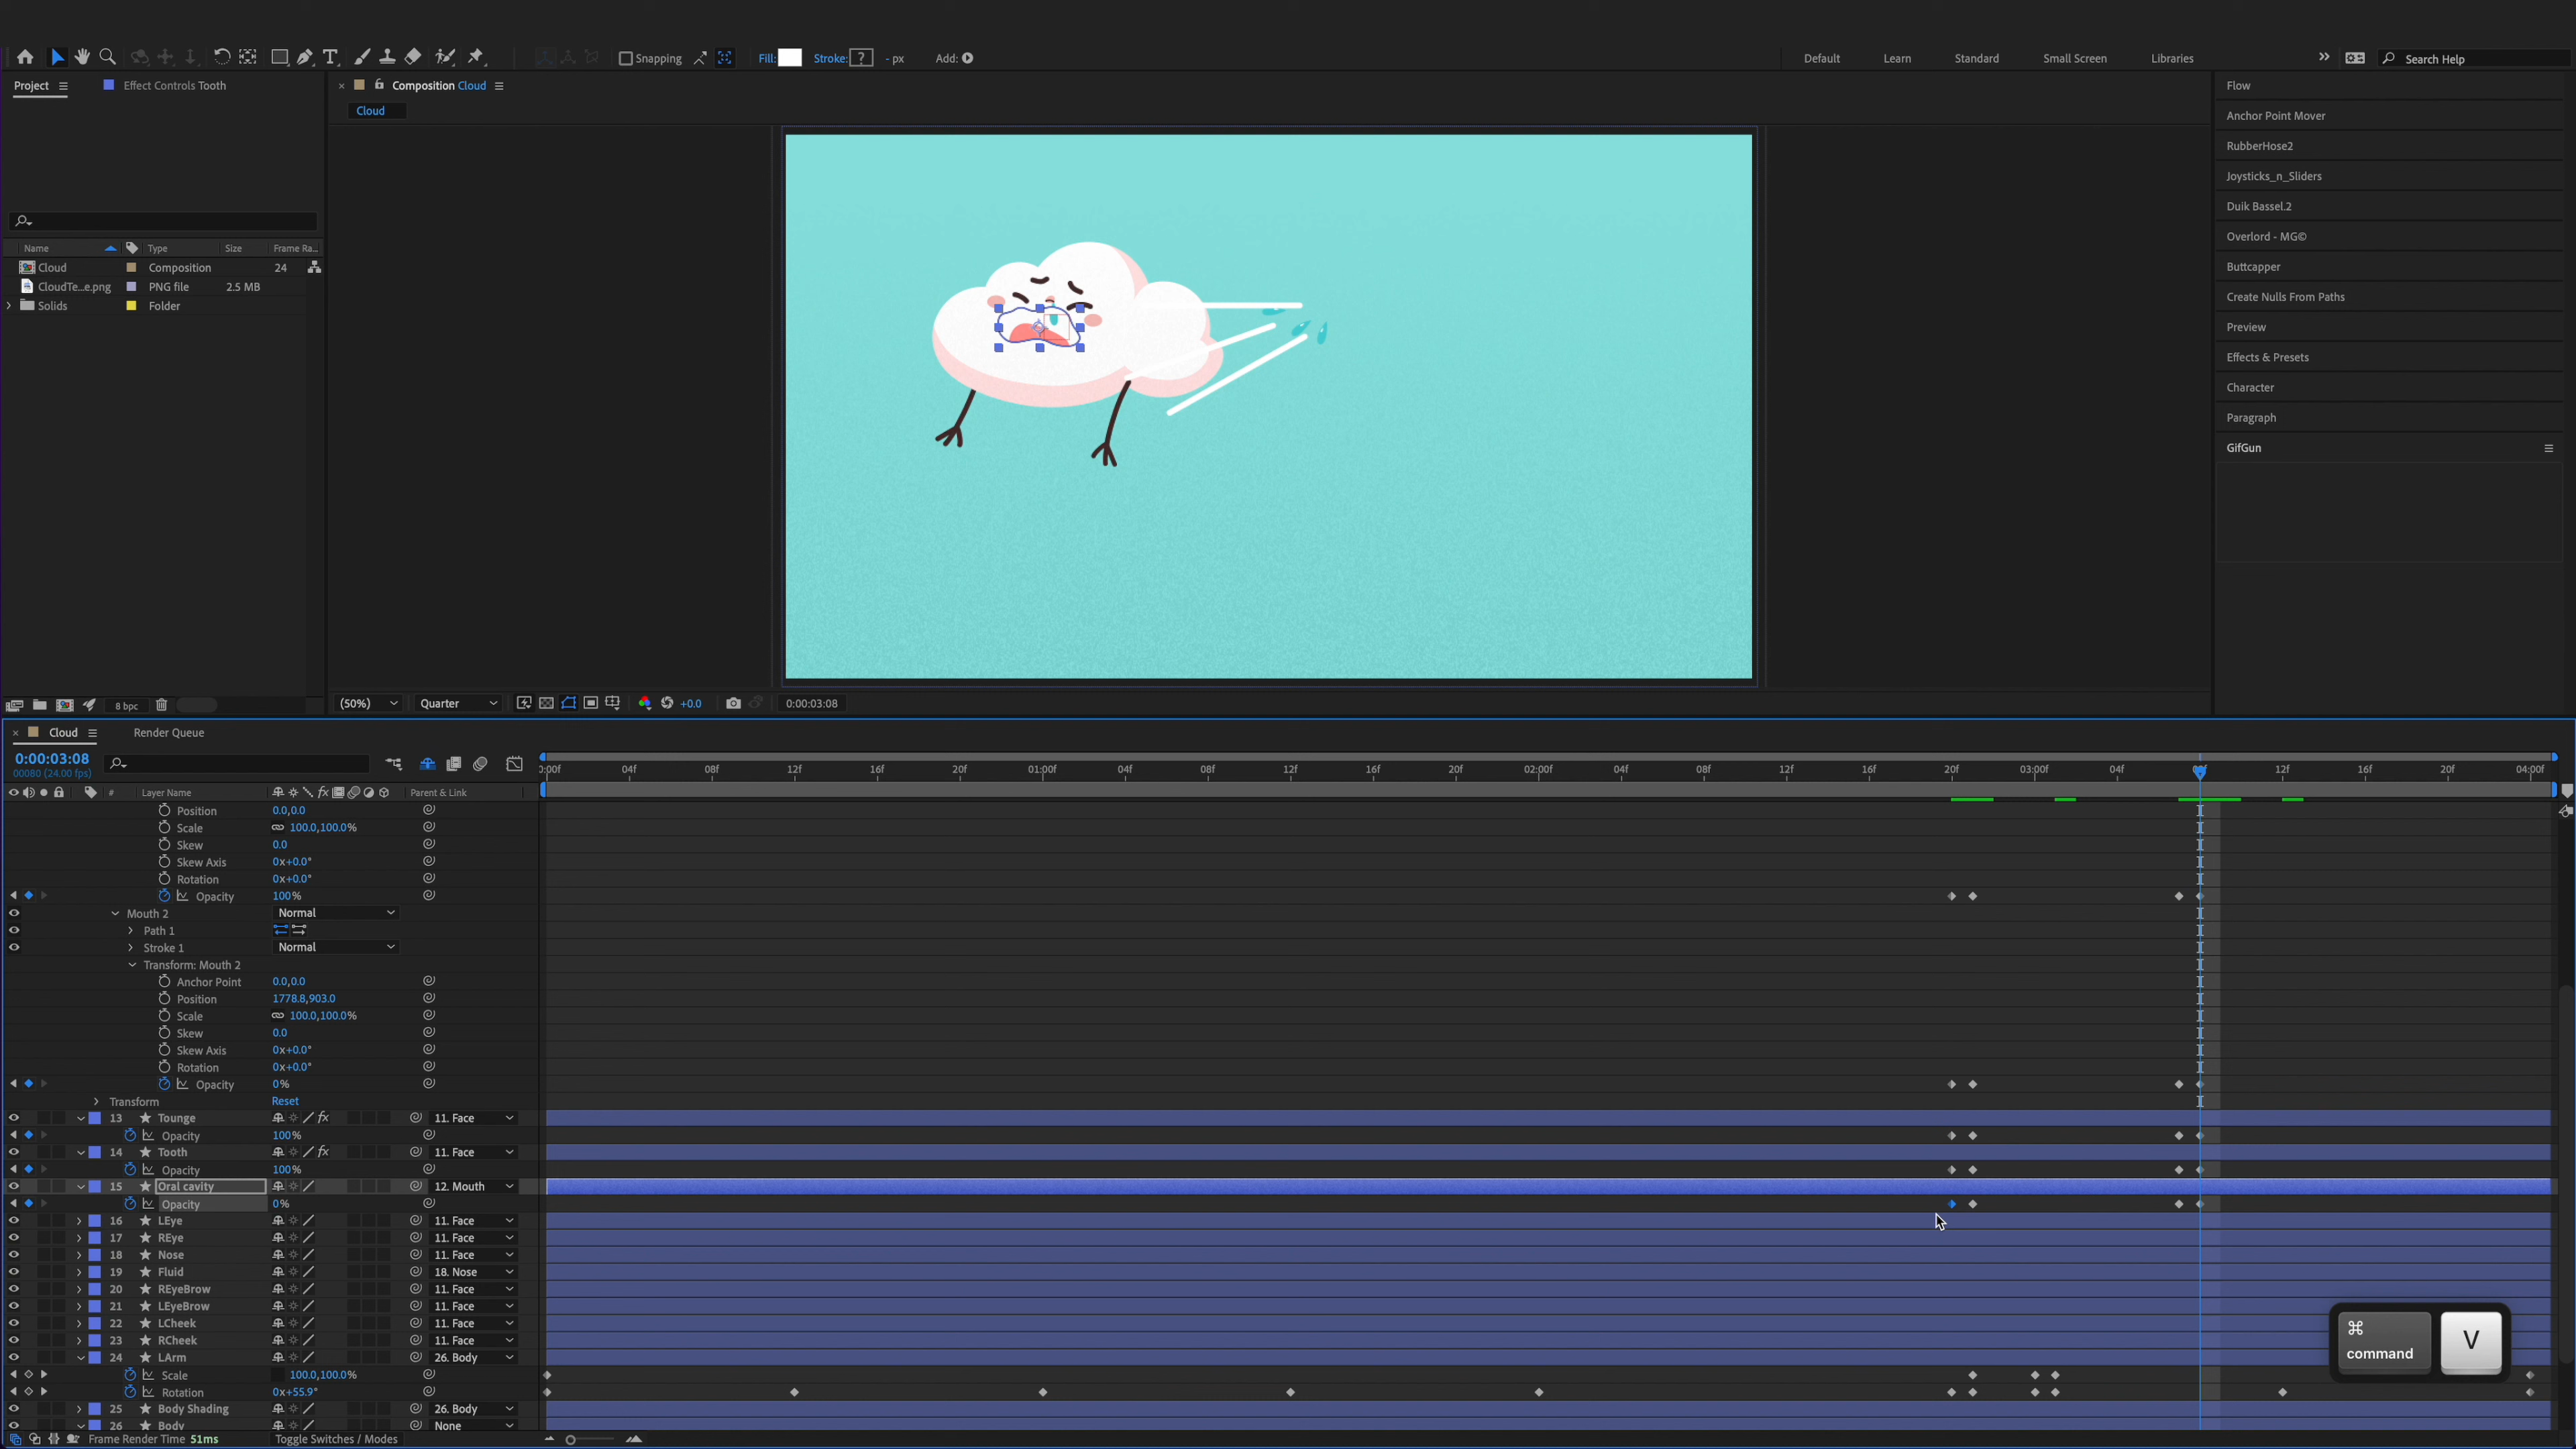 Snapping
Fill:
Stroke: ?
- px
Add:
Default
Learn
Standard
Small Screen
Libraries
Search Help
Project
Effect Controls Tooth
Composition Cloud
Cloud
Name
Type
Size
Frame Ra...
Cloud
Composition
24
CloudTe...e.png
PNG file
2.5 MB
Solids
Folder
Flow
Anchor Point Mover
RubberHose2
Joysticks_n_Sliders
Duik Bassel.2
Overlord - MG©
Buttcapper
Create Nulls From Paths
Preview
Effects & Presets
Character
Paragraph
GifGun
8 bpc
(50%)
Quarter
+0.0
0:00:03:08
Cloud
Render Queue
0:00:03:08
00080 (24.00 fps)
0:00f 04f 08f 12f 16f 20f 01:00f 04f 08f 12f 16f 20f 02:00f 04f 08f 12f 16f 20f 03:00f 04f 12f 16f 20f 04:00f
# Layer Name fx Parent & Link
Position 0.0,0.0
Scale 100.0,100.0%
Skew 0.0
Skew Axis 0x+0.0°
Rotation 0x+0.0°
Opacity 100%
Mouth 2 Normal
Path 1
Stroke 1 Normal
Transform: Mouth 2
Anchor Point 0.0,0.0
Position 1778.8,903.0
Scale 100.0,100.0%
Skew 0.0
Skew Axis 0x+0.0°
Rotation 0x+0.0°
Opacity 0%
Transform Reset
13 Tounge fx 11. Face
Opacity 100%
14 Tooth fx 11. Face
Opacity 100%
15 Oral cavity 12. Mouth
Opacity 0%
16 LEye 11. Face
17 REye 11. Face
18 Nose 11. Face
19 Fluid 18. Nose
20 REyeBrow 11. Face
21 LEyeBrow 11. Face
22 LCheek 11. Face
23 RCheek 11. Face
24 LArm 26. Body
Scale 100.0,100.0%
Rotation 0x+55.9°
25 Body Shading 26. Body
26 Body None
Frame Render Time 51ms
Toggle Switches / Modes
⌘
command
V